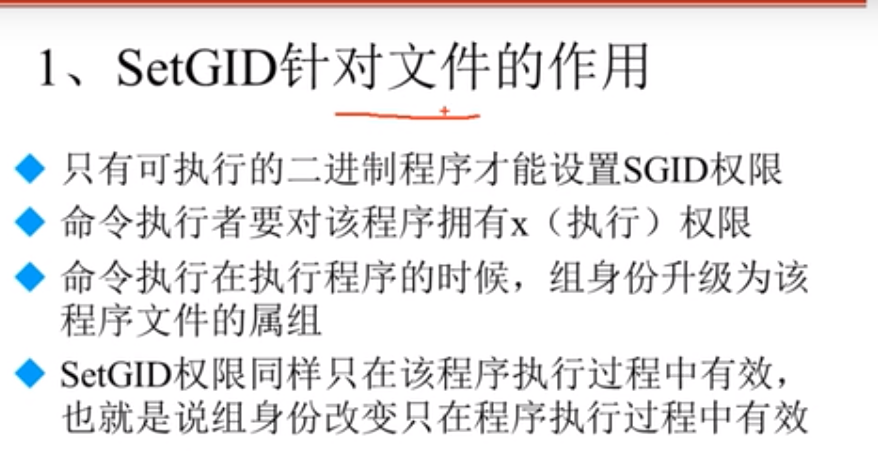 1、SetGID针对文件的作用
只有可执行的二进制程序才能设置SGID权限
命令执行者要对该程序拥有x（执行）权限
命令执行在执行程序的时候，组身份升级为该
程序文件的属组
SetGID权限同样只在该程序执行过程中有效，
也就是说组身份改变只在程序执行过程中有效